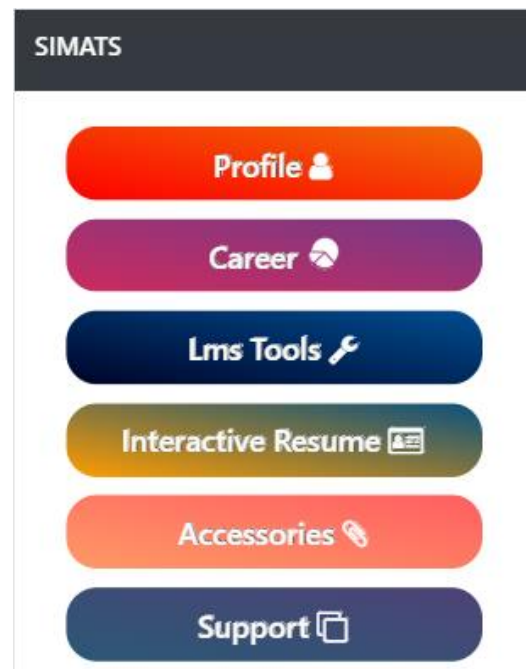 SIMATS
Profile
Career
Lms Tools
Interactive Resume
Accessories
Support